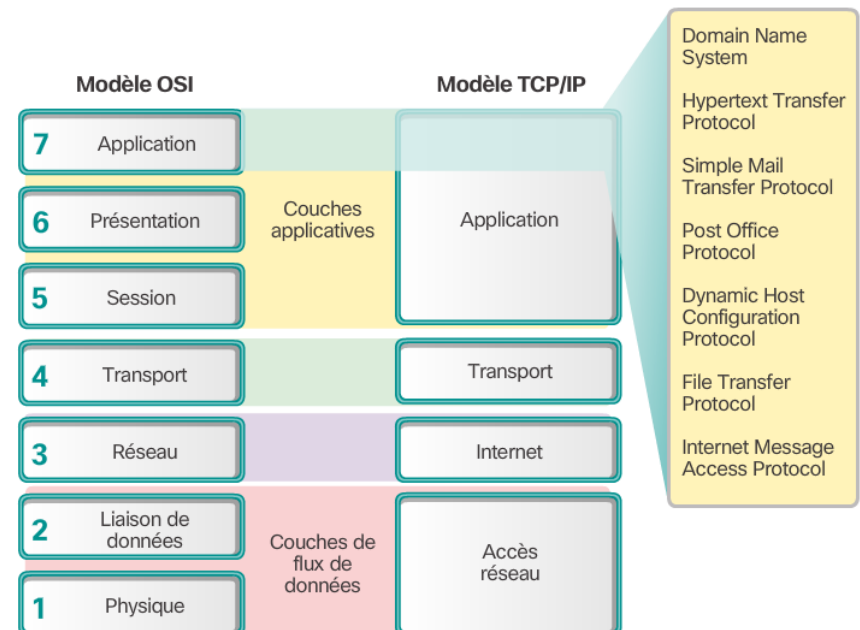 Modèle OSI
7 Application
6 Présentation
5 Session
4 Transport
3 Réseau
2 Liaison de
données
1 Physique
Couches
applicatives
Couches de
flux de
données
Modèle TCP/IP
Application
Transport
Internet
Accès
réseau
Domain Name
System
Hypertext Transfer
Protocol
Simple Mail
Transfer Protocol
Post Office
Protocol
Dynamic Host
Configuration
Protocol
File Transfer
Protocol
Internet Message
Access Protocol